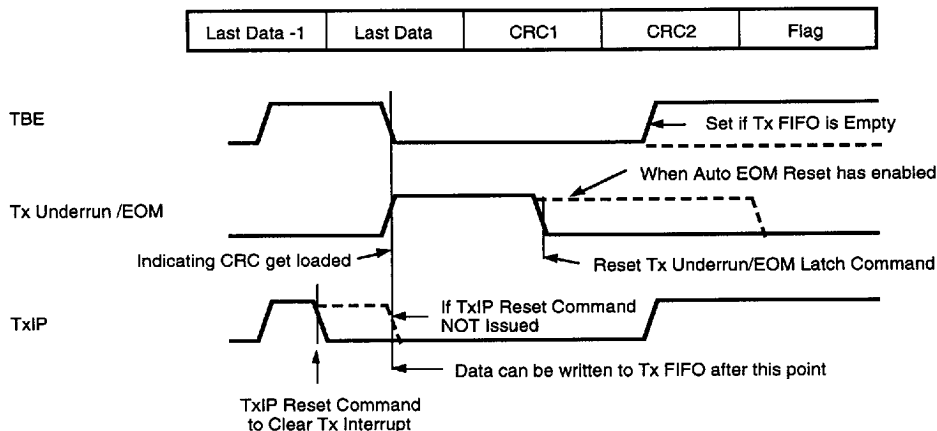 Last Data -1 Last Data CRC1 CRC2 Flag
TBE
Set if Tx FIFO is Empty
When Auto EOM Reset has enabled
Tx Underrun /EOM
Indicating CRC get loaded
Reset Tx Underrun/EOM Latch Command
TxIP
If TxIP Reset Command
NOT Issued
Data can be written to Tx FIFO after this point
TxIP Reset Command
to Clear Tx Interrupt